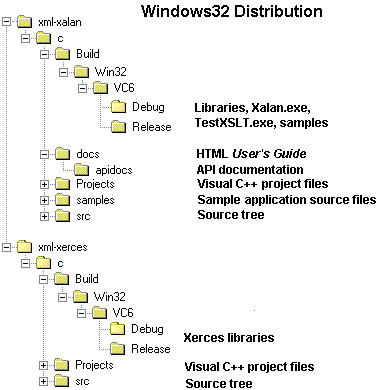 Windows32 Distribution
xml-xalan
c
Build
Win32
VC6
Debug Libraries, Xalan.exe,
Release TestXSLT.exe, samples
docs HTML User's Guide
apidocs API documentation
Projects Visual C++ project files
samples Sample application source files
src Source tree
xml-xerces
c
Build
Win32
VC6
Debug
Xerces libraries
Release
Projects Visual C++ project files
src Source tree